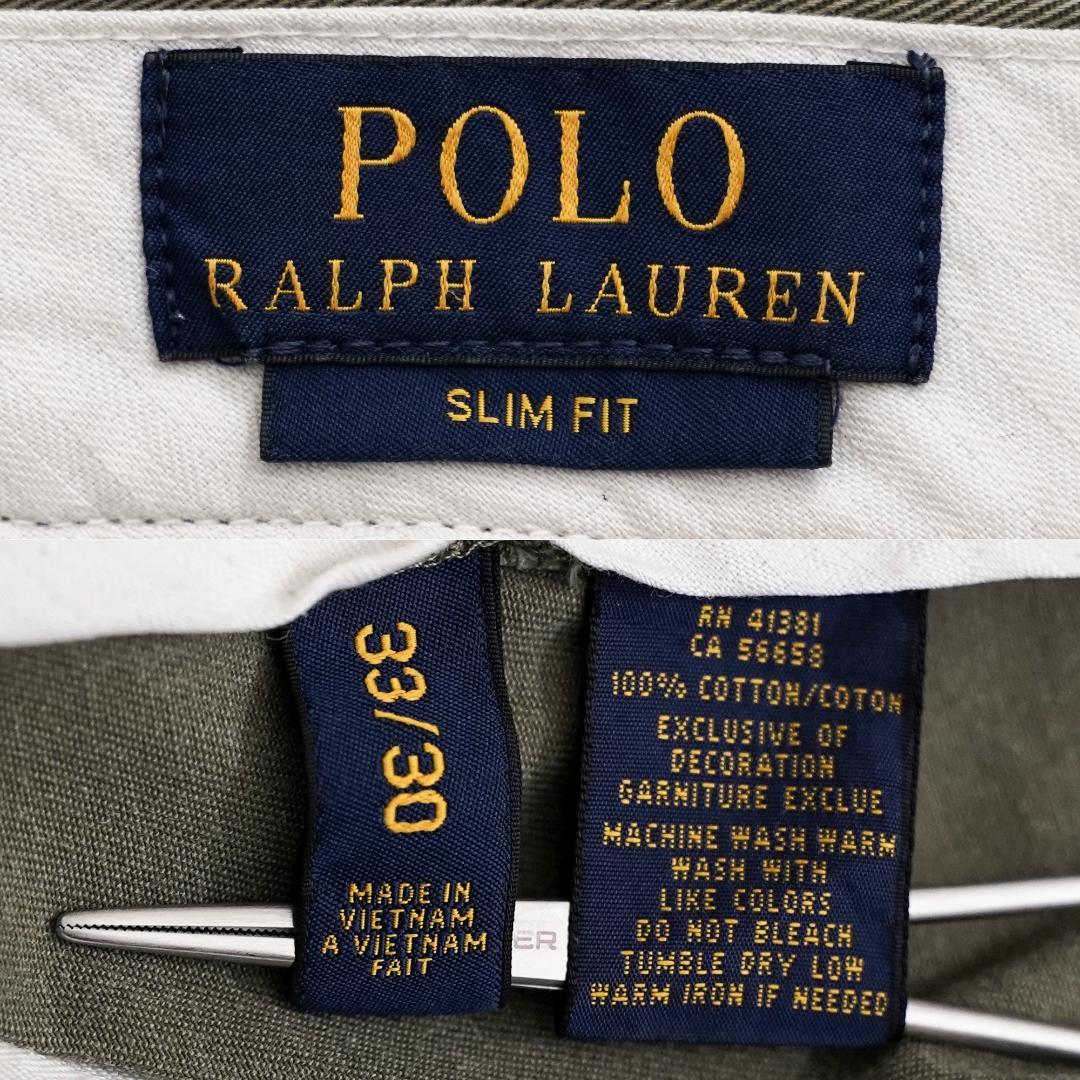 POLO
RALPH LAUREN
SLIM FIT
33/30
MADE IN
VIETNAM
A VIETNAM
FAIT
ER
RN 41381
CA 56658
100% COTTON/COTON
EXCLUSIVE OF
DECORATION
GARNITURE EXCLUE
MACHINE WASH WARM
WASH WITH
LIKE COLORS
DO NOT BLEACH
TUMBLE DRY LOW
WARM IRON IF NEEDED